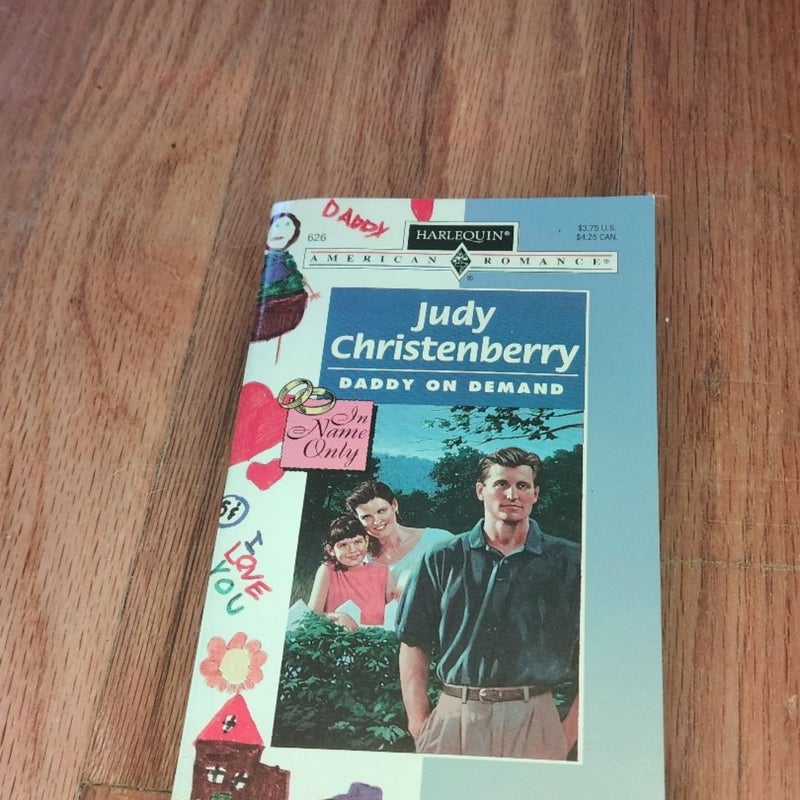 DADDY
626
HARLEQUIN®
$3.75 U.S.
$4.25 CAN.
AMERICAN ROMANCE®
®
Judy
Christenberry
DADDY ON DEMAND
In
Name
Only
5¢
I
LOVE
YOU